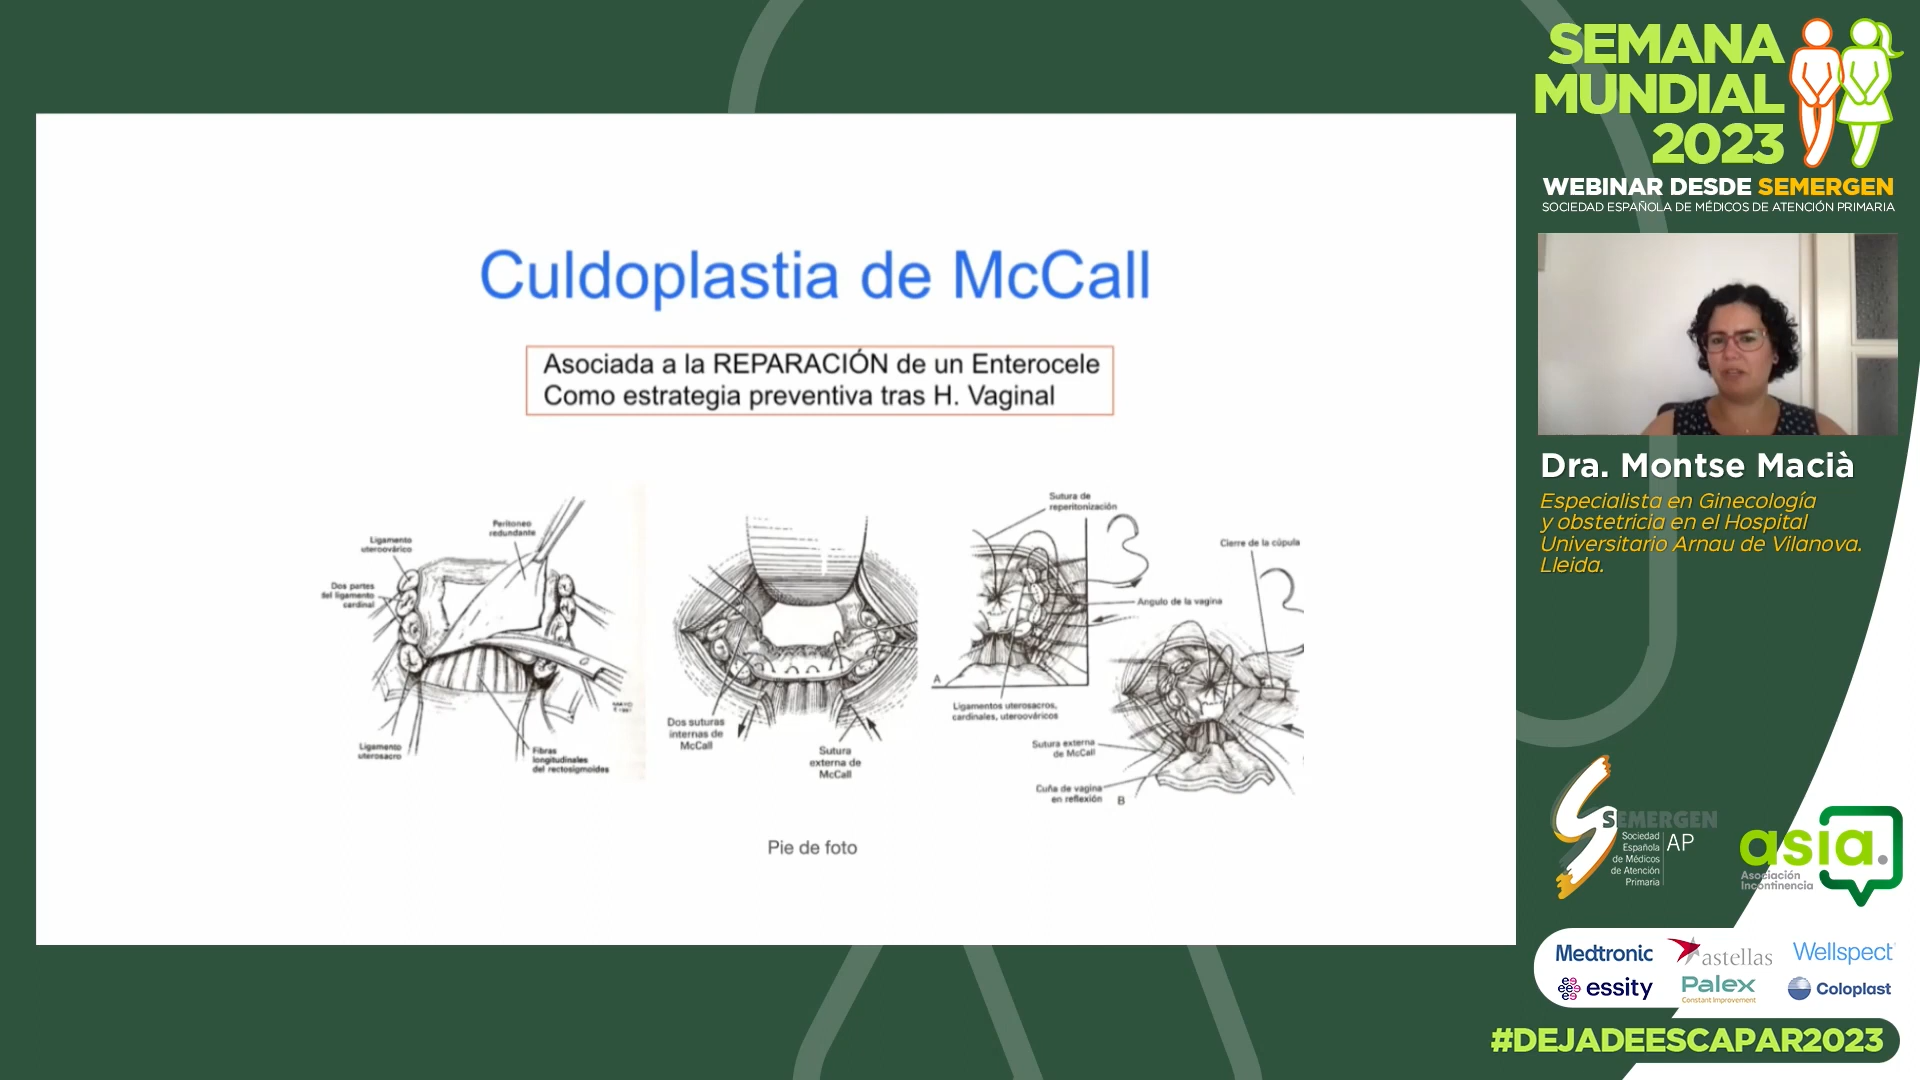 SEMANA
MUNDIAL
2023
WEBINAR DESDE SEMERGEN
SOCIEDAD ESPAÑOLA DE MÉDICOS DE ATENCIÓN PRIMARIA
Culdoplastia de McCall
Asociada a la REPARACIÓN de un Enterocele
Como estrategia preventiva tras H. Vaginal
Peritoneo
redundante
Ligamento
uteroovárico
Dos partes
del ligamento
cardinal
Ligamento
uterosacro
Fibras
longitudinales
del rectosigmoides
Dos suturas
internas de
McCall
Sutura
externa de
McCall
Sutura de
reperitonización
Cierre de la cúpula
Angulo de la vagina
A
Ligamentos uterosacros,
cardinales, uteroováricos
Sutura externa
de McCall
Cuña de vagina
en reflexión
B
Pie de foto
Dra. Montse Macià
Especialista en Ginecología
y obstetricia en el Hospital
Universitario Arnau de Vilanova.
Lleida.
SEMERGEN
Sociedad
Española
de Médicos
de Atención
Primaria
AP
asia.
Asociación
Incontinencia
Medtronic
astellas
Wellspect
essity
Palex
Constant Improvement
Coloplast
#DEJADEESCAPAR2023